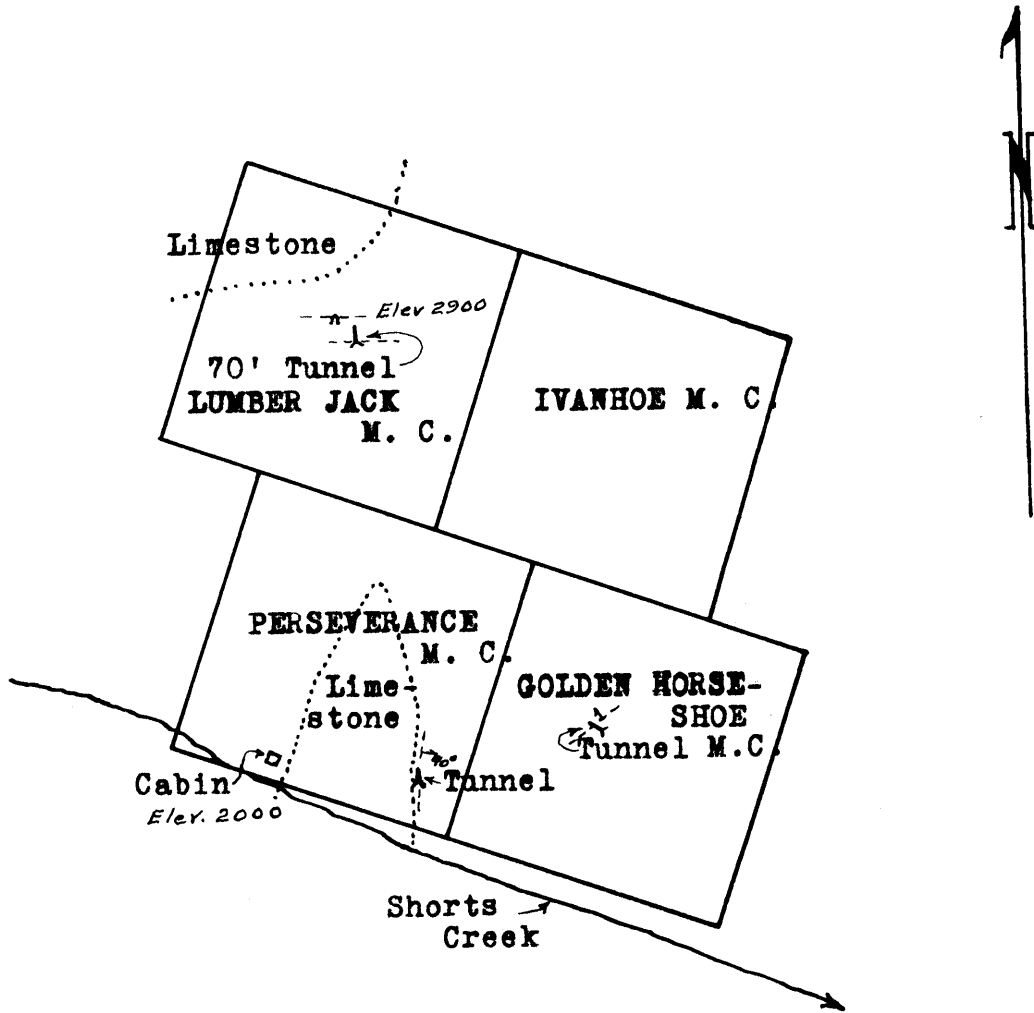 N
Limestone
Elev 2900
70' Tunnel
LUMBER JACK
M. C.
IVANHOE M. C.
PERSEVERANCE
M. C.
Lime-
stone
GOLDEN HORSE-
SHOE
Tunnel M.C.
40°
Tunnel
Cabin
Elev. 2000
Shorts
Creek